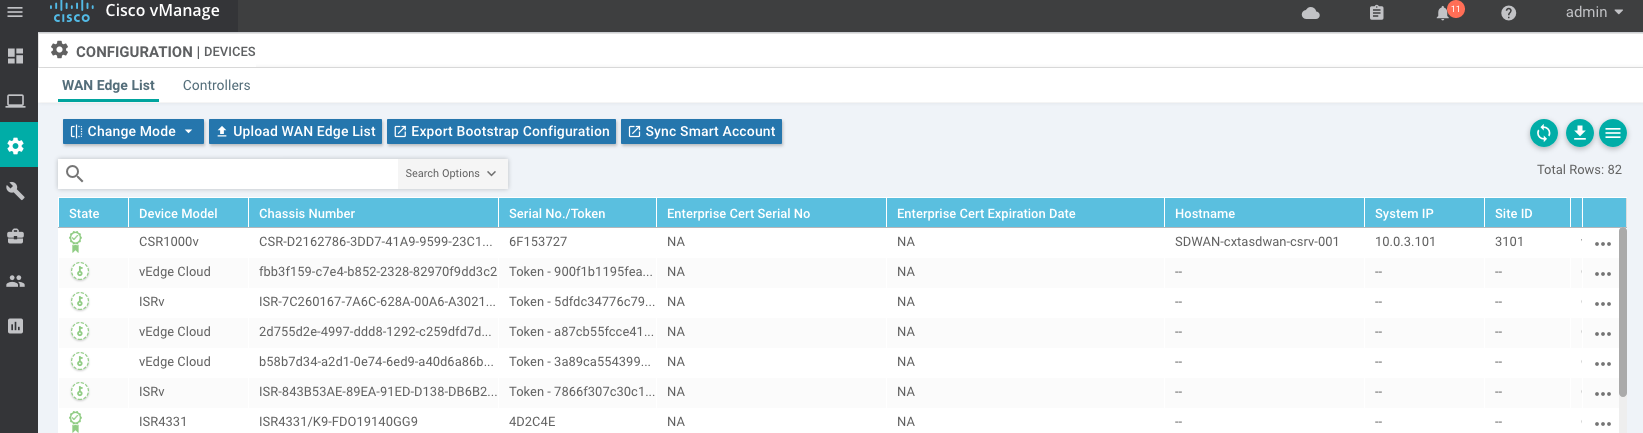 cisco Cisco vManage 11 admin
CONFIGURATION | DEVICES
WAN Edge List Controllers
Change Mode Upload WAN Edge List Export Bootstrap Configuration Sync Smart Account
Search Options Total Rows: 82
State Device Model Chassis Number Serial No./Token Enterprise Cert Serial No Enterprise Cert Expiration Date Hostname System IP Site ID
CSR1000v CSR-D2162786-3DD7-41A9-9599-23C1... 6F153727 NA NA SDWAN-cxtasdwan-csrv-001 10.0.3.101 3101 ...
vEdge Cloud fbb3f159-c7e4-b852-2328-82970f9dd3c2 Token - 900f1b1195fea... NA NA -- -- -- ...
ISRv ISR-7C260167-7A6C-628A-00A6-A3021... Token - 5dfdc34776c79... NA NA -- -- -- ...
vEdge Cloud 2d755d2e-4997-ddd8-1292-c259dfd7d... Token - a87cb55fcce41... NA NA -- -- -- ...
vEdge Cloud b58b7d34-a2d1-0e74-6ed9-a40d6a86b... Token - 3a89ca554399... NA NA -- -- -- ...
ISRv ISR-843B53AE-89EA-91ED-D138-DB6B2... Token - 7866f307c30c1... NA NA -- -- -- ...
ISR4331 ISR4331/K9-FDO19140GG9 4D2C4E NA NA -- -- -- ...